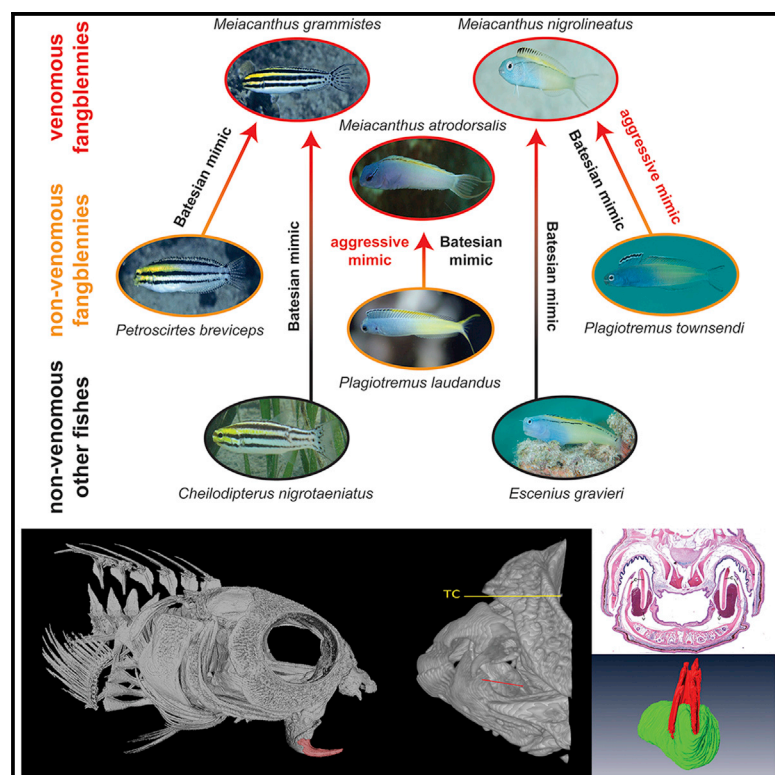 Meiacanthus grammistes
Meiacanthus nigrolineatus
venomous
fangblennies
Meiacanthus atrodorsalis
Batesian mimic
Batesian mimic
aggressive
mimic
Batesian
mimic
Batesian mimic
Batesian mimic
aggressive
mimic
non-venomous
fangblennies
Petroscirtes breviceps
Plagiotremus laudandus
Plagiotremus townsendi
non-venomous
other fishes
Cheilodipterus nigrotaeniatus
Escenius gravieri
TC